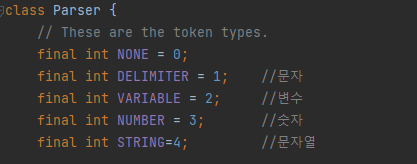 class Parser {
// These are the token types.
final int NONE = 0;
final int DELIMITER = 1; //문자
final int VARIABLE = 2; //변수
final int NUMBER = 3; //숫자
final int STRING=4; //문자열